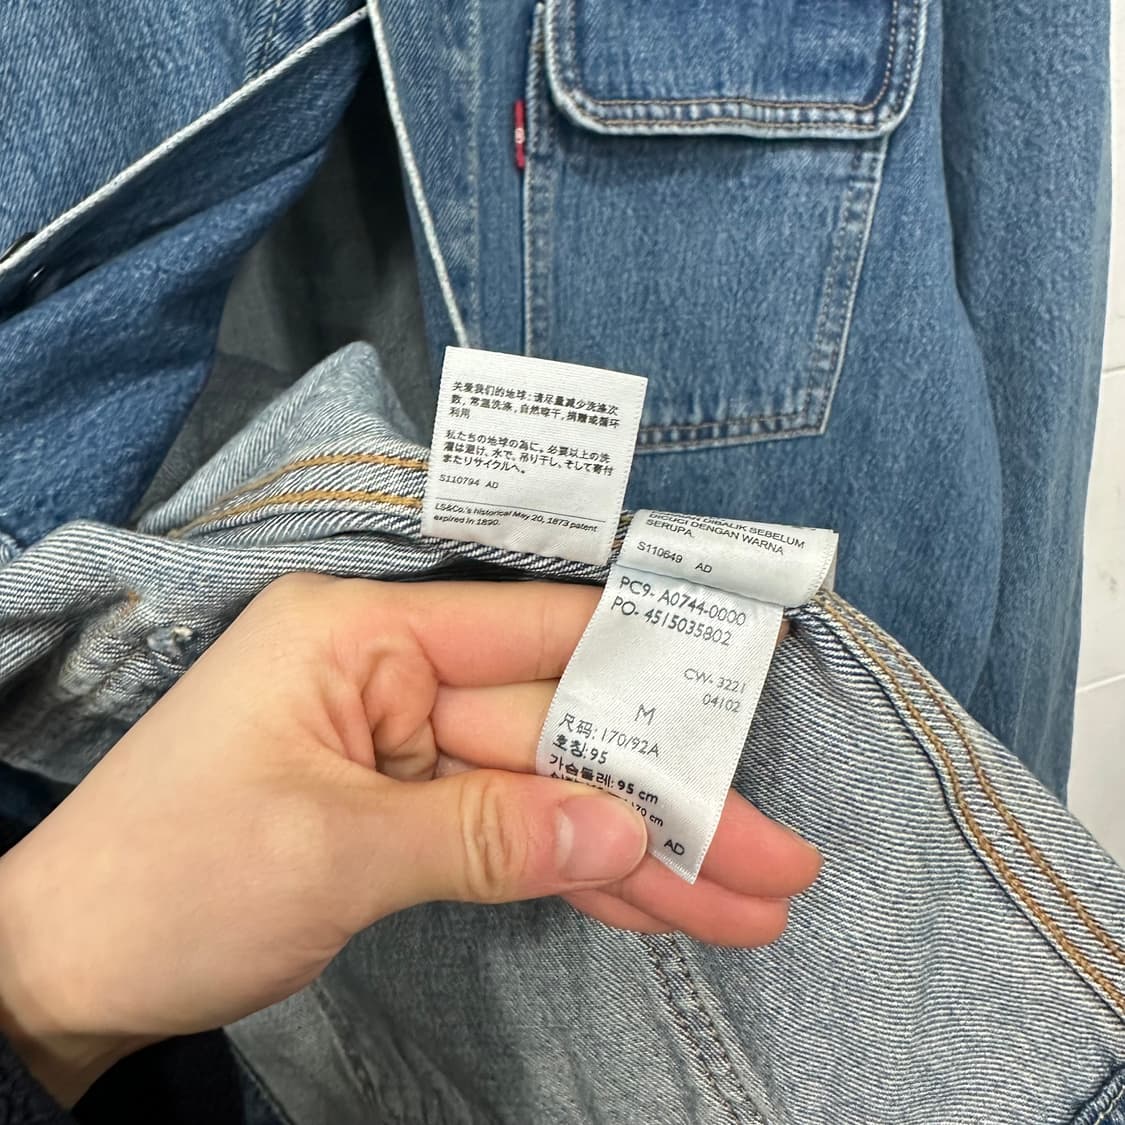 关爱我们的地球：请尽量减少洗涤次
数，常温洗涤，自然晾干，捐赠或循环
利用
私たちの地球の為に。必要以上の洗
濯は避け、水で、吊り干し、そして寄付
またリサイクルへ。
S110794 AD
LS&Co.'s historical May 20, 1873 patent
expired in 1890.
DIBALIK SEBELUM
DICUCI DENGAN WARNA
SERUPA.
S110649 AD
PC9- A0744-0000
PO- 4515035802
CW- 3221
04102
M
尺码: 170/92A
호칭: 95
가슴둘레: 95 cm
170 cm
AD